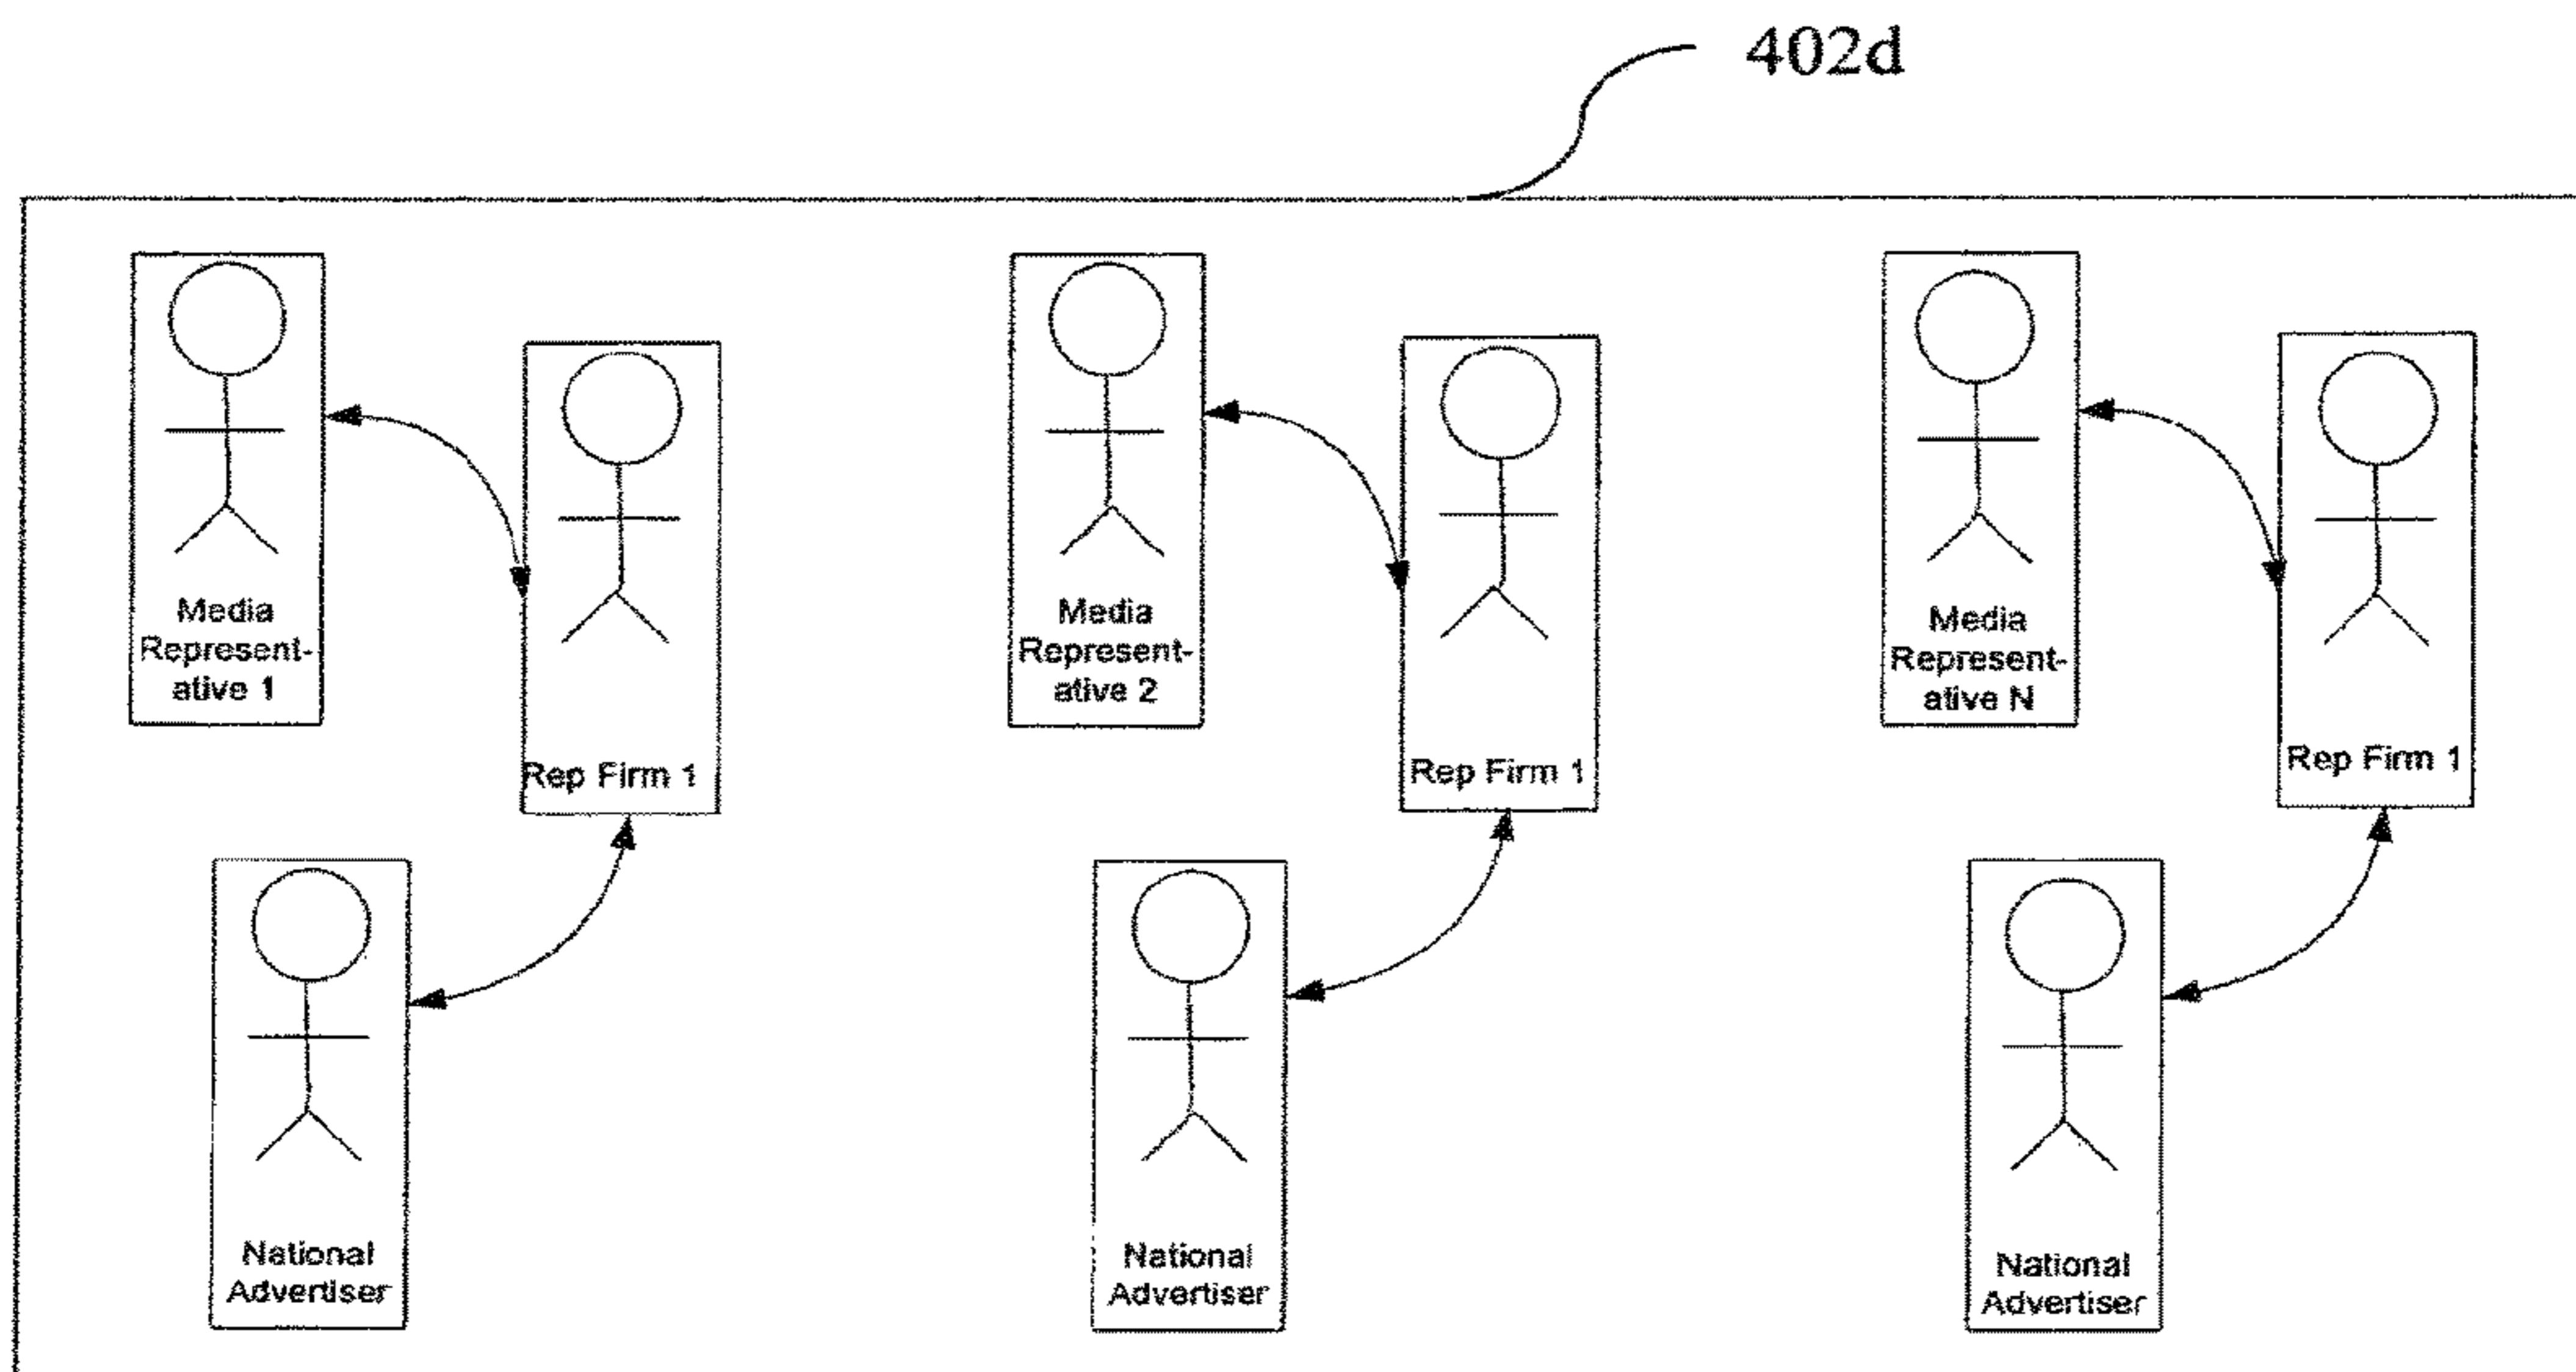 402d
Media
Represent-
ative 1
Rep Firm 1
National
Advertiser
Media
Represent-
ative 2
Rep Firm 1
National
Advertiser
Media
Represent-
ative N
Rep Firm 1
National
Advertiser